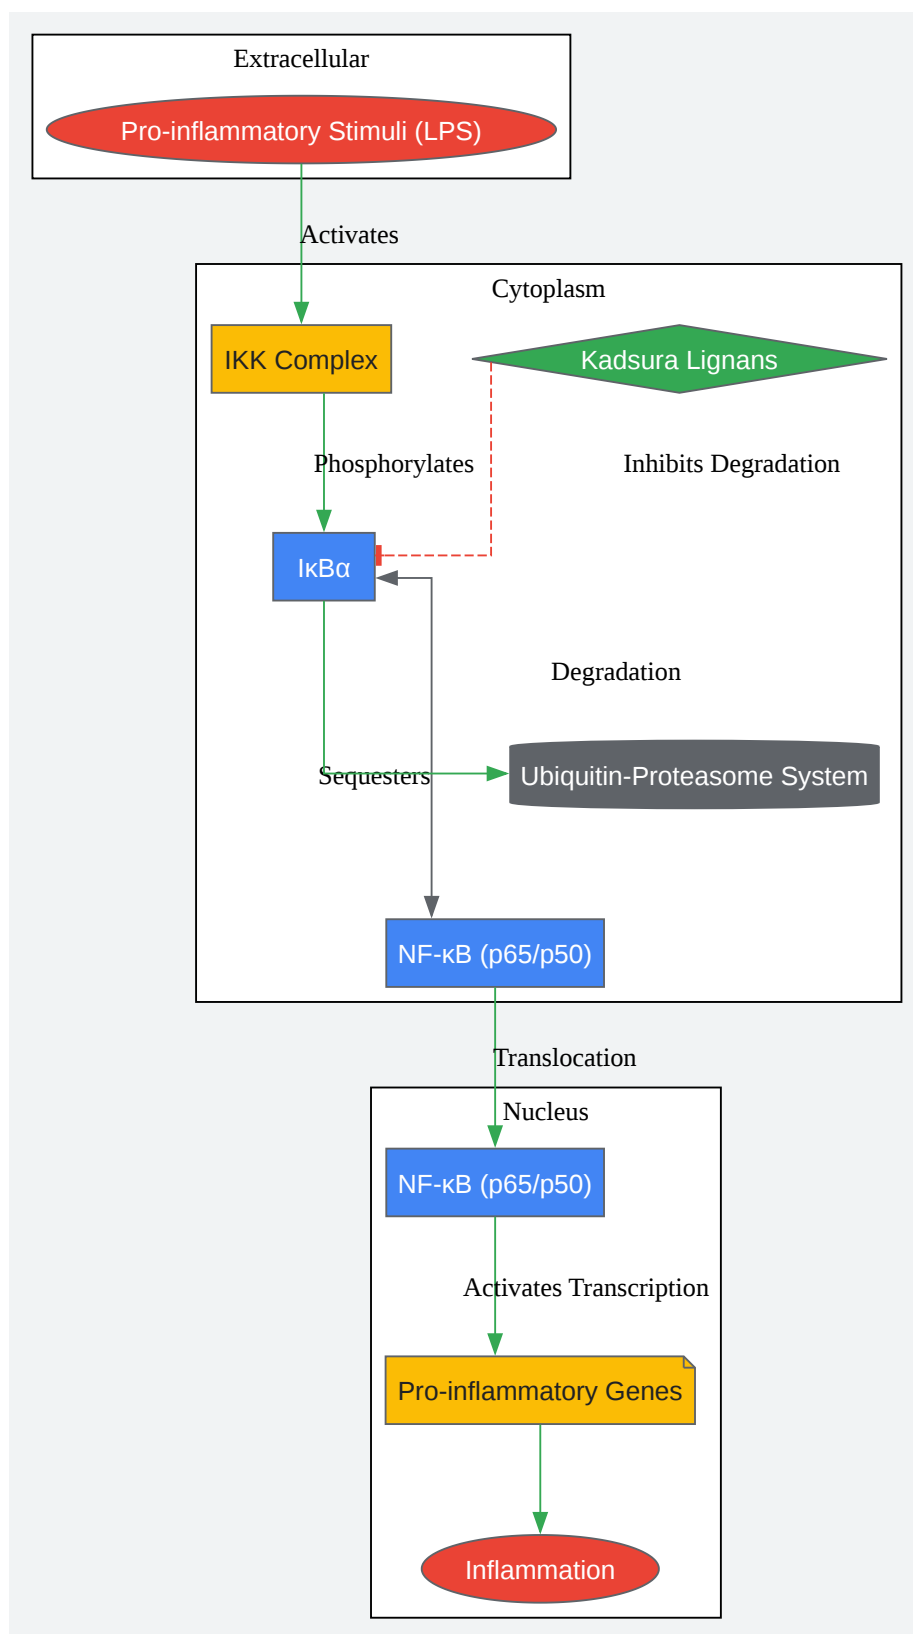 Extracellular
Pro-inflammatory Stimuli (LPS)
Activates
Cytoplasm
IKK Complex
Kadsura Lignans
Phosphorylates
Inhibits Degradation
IκBα
Degradation
Sequesters
Ubiquitin-Proteasome System
NF-κB (p65/p50)
Translocation
Nucleus
NF-κB (p65/p50)
Activates Transcription
Pro-inflammatory Genes
Inflammation